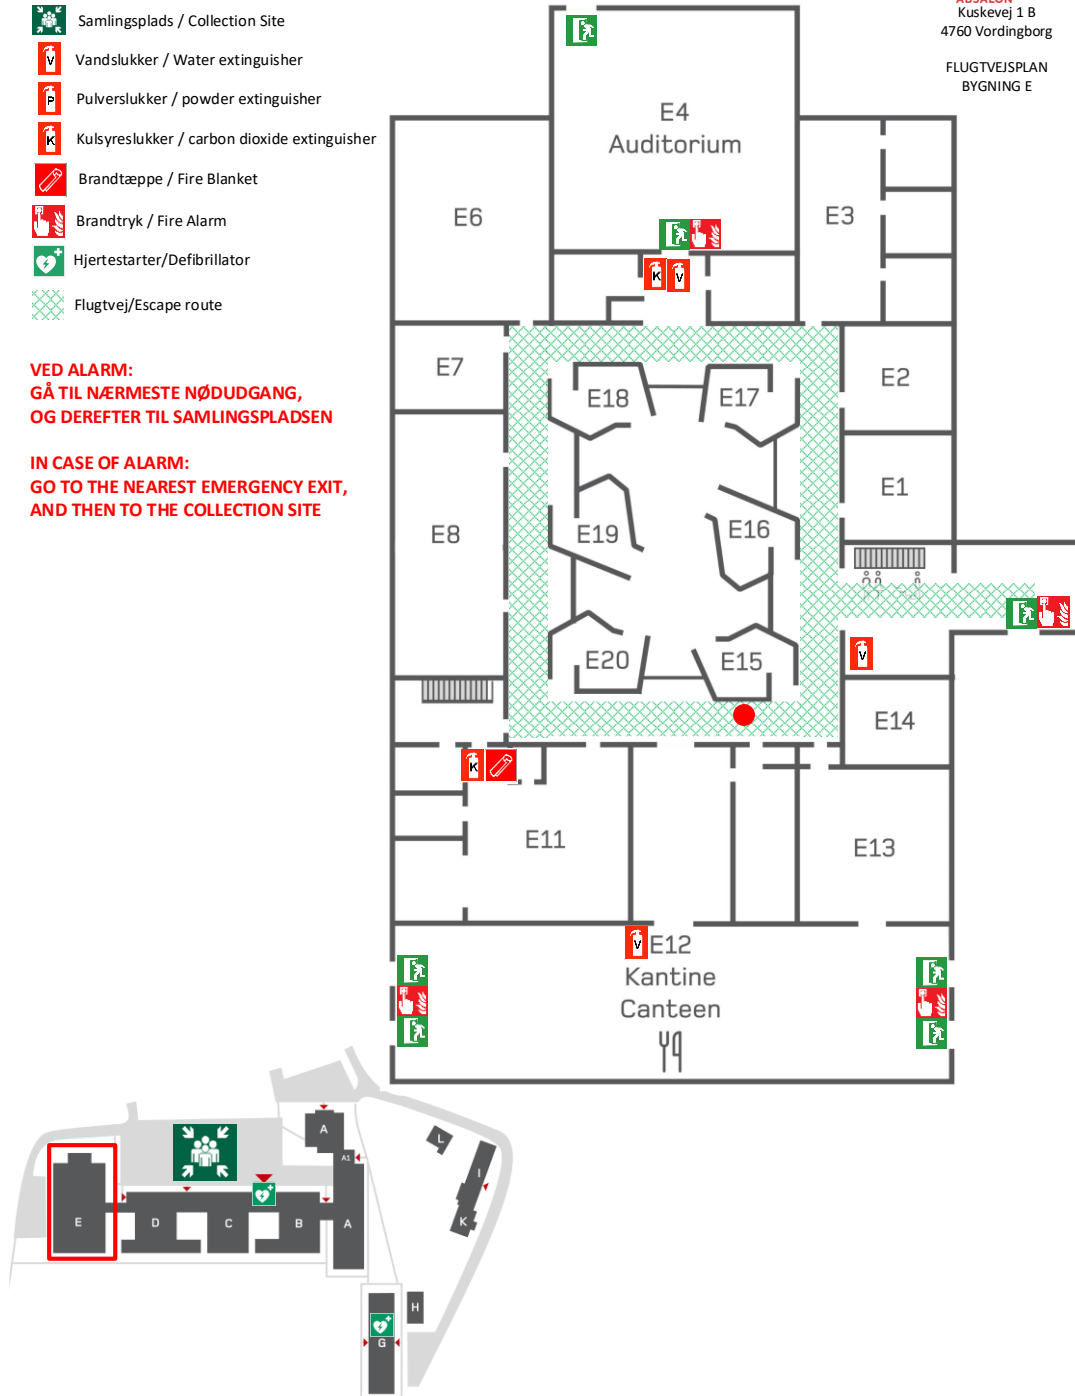 Samlingsplads / Collection Site
V
Vandslukker / Water extinguisher
P
Pulverslukker / powder extinguisher
K
Kulsyreslukker / carbon dioxide extinguisher
Brandtæppe / Fire Blanket
Brandtryk / Fire Alarm
Hjertestarter/Defibrillator
Flugtvej/Escape route
VED ALARM:
GÅ TIL NÆRMESTE NØDUDGANG,
OG DEREFTER TIL SAMLINGSPLADSEN
IN CASE OF ALARM:
GO TO THE NEAREST EMERGENCY EXIT,
AND THEN TO THE COLLECTION SITE
ABSALON
Kuskevej 1 B
4760 Vordingborg
FLUGTVEJSPLAN
BYGNING E
E4
Auditorium
E6
E3
K V
E7
E2
E18
E17
E1
E8
E19
E16
V
E20
E15
E14
K
E11
E13
V
E12
Kantine
Canteen
A
L
A1
I
E
D
C
B
A
K
H
G